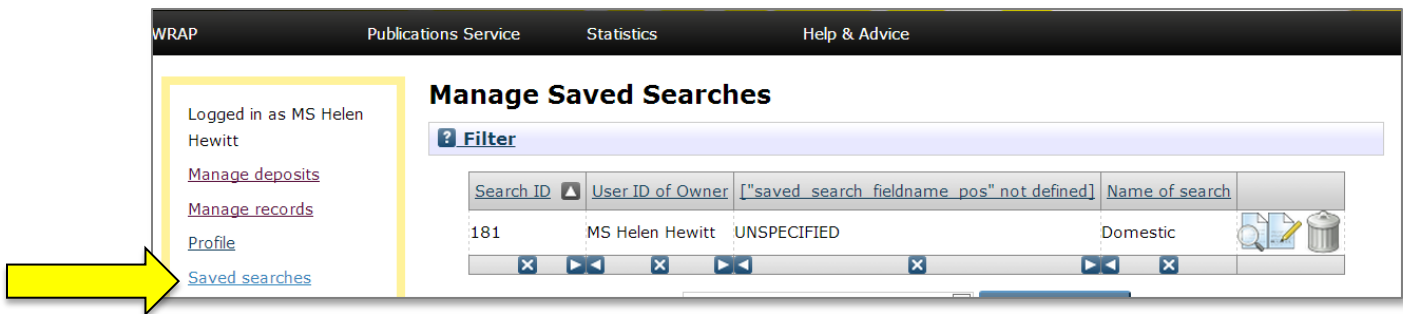 WRAP Publications Service Statistics Help & Advice
Logged in as MS Helen
Hewitt
Manage deposits
Manage records
Profile
Saved searches
Manage Saved Searches
? Filter
Search ID User ID of Owner ["saved_search_fieldname_pos" not defined] Name of search
181 MS Helen Hewitt UNSPECIFIED Domestic